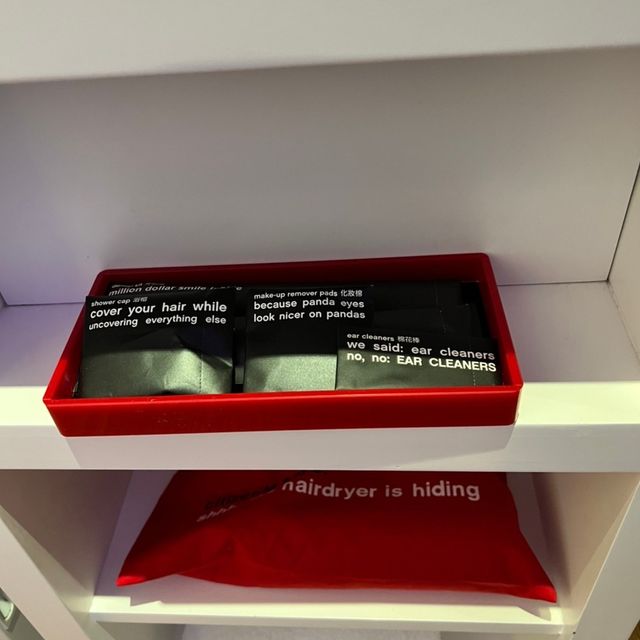 million dollar smile
shower cap 浴帽
cover your hair while
uncovering everything else
make-up remover pads 化妝棉
because panda eyes
look nicer on pandas
ear cleaners 棉花棒
we said: ear cleaners
no, no: EAR CLEANERS
hairdryer is hiding